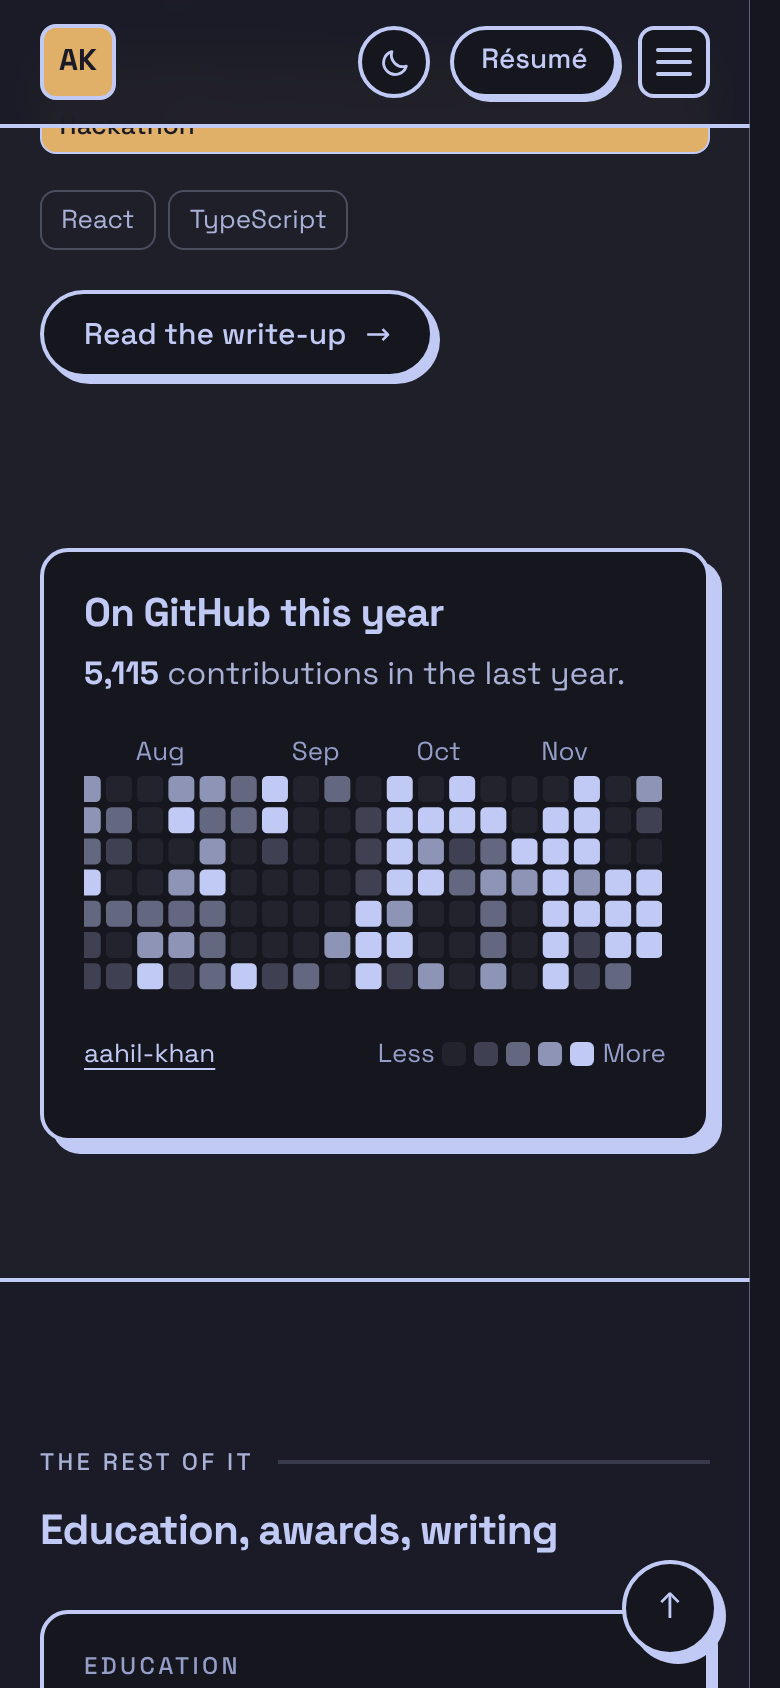 AK
Résumé
Hackathon
React TypeScript
Read the write-up →
On GitHub this year
5,115 contributions in the last year.
Aug Sep Oct Nov
aahil-khan Less More
THE REST OF IT
Education, awards, writing
↑
EDUCATION